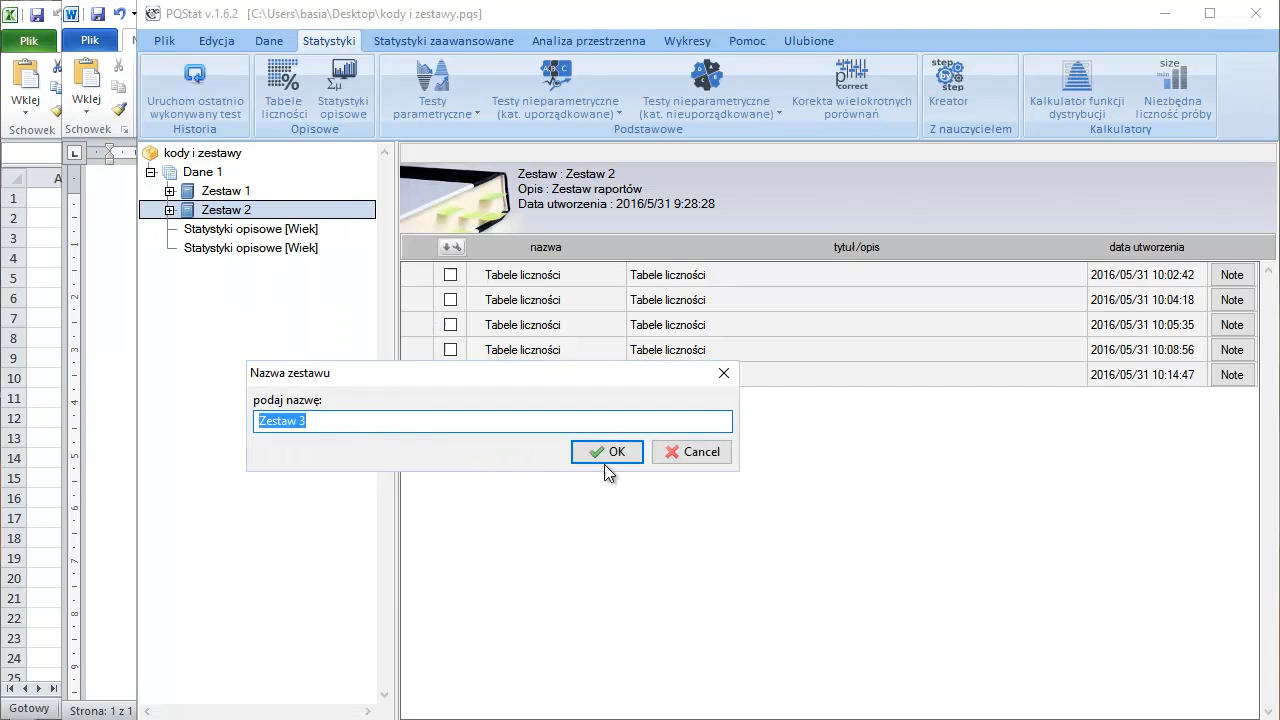 PQStat v.1.6.2 [C:\Users\basia\Desktop\kody i zestawy.pqs]
Plik
Plik
Plik Edycja Dane Statystyki Statystyki zaawansowane Analiza przestrzenna Wykresy Pomoc Ulubione
Wklej
Schowek
Wklej
Schowek
Uruchom ostatnio
wykonywany test
Historia
Tabele
liczności
Statystyki
opisowe
Opisowe
Testy
parametryczne
Testy nieparametryczne
(kat. uporządkowane)
Testy nieparametryczne
(kat. nieuporządkowane)
Korekta wielokrotnych
porównań
correct
Podstawowe
step
by
step
Kreator
Z nauczycielem
Kalkulator funkcji
dystrybucji
size
Niezbędna
liczność próby
Kalkulatory
kody i zestawy
Dane 1
Zestaw 1
Zestaw 2
Statystyki opisowe [Wiek]
Statystyki opisowe [Wiek]
Zestaw : Zestaw 2
Opis : Zestaw raportów
Data utworzenia : 2016/5/31 9:28:28
nazwa tytuł/opis data utworzenia
Tabele liczności Tabele liczności 2016/05/31 10:02:42 Note
Tabele liczności Tabele liczności 2016/05/31 10:04:18 Note
Tabele liczności Tabele liczności 2016/05/31 10:05:35 Note
Tabele liczności Tabele liczności 2016/05/31 10:08:56 Note
2016/05/31 10:14:47 Note
Nazwa zestawu
podaj nazwę:
Zestaw 3
OK Cancel
A
1
2
3
4
5
6
7
8
9
10
11
12
13
14
15
16
17
18
19
20
21
22
23
24
25
Gotowy
Strona: 1 z 1